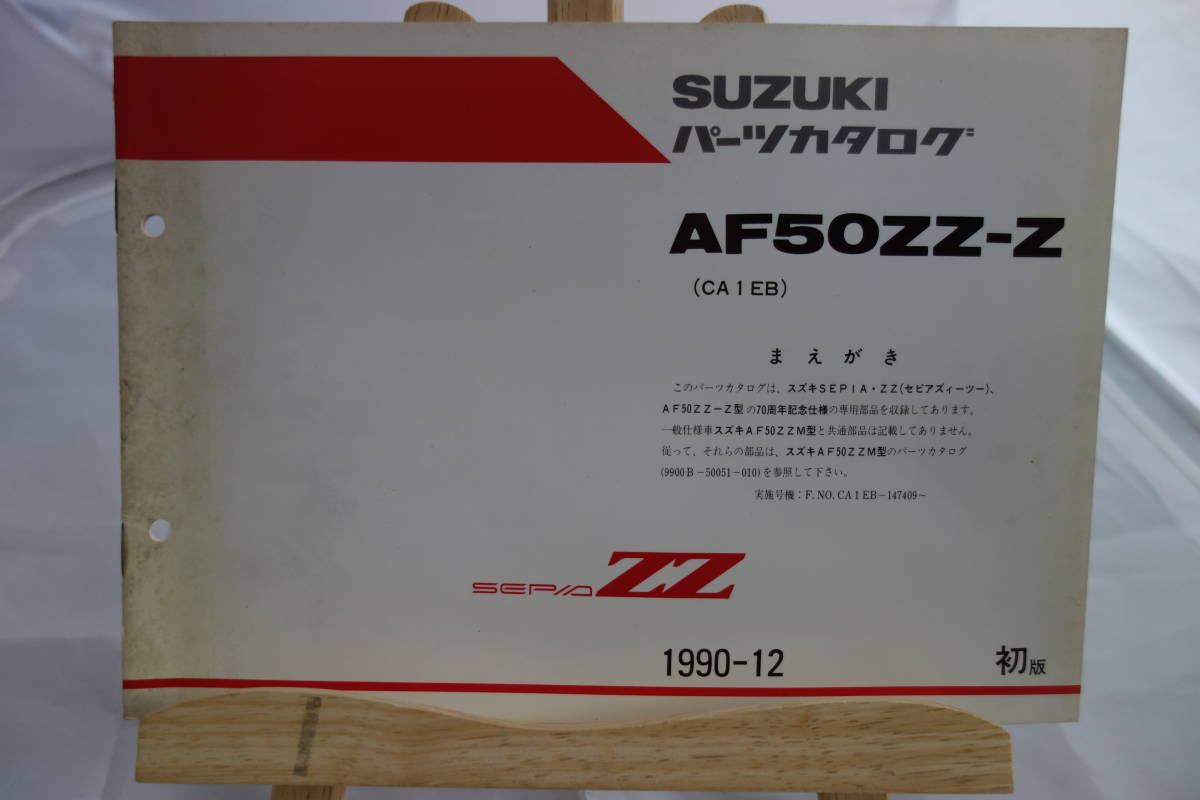 SUZUKI
パーツカタログ
AF50ZZ-Z
(CA1EB)
まえがき
このパーツカタログは、スズキSEPIA・ZZ(セピアズィーツー)、
AF50ZZ-Z型の70周年記念仕様の専用部品を収録してあります。
一般仕様車スズキAF50ZZM型と共通部品は記載してありません。
従って、それらの部品は、スズキAF50ZZM型のパーツカタログ
(9900B-50051-010)を参照して下さい。
実施号機:F.NO.CA1EB-147409~
SEPIA ZZ
1990-12 初版